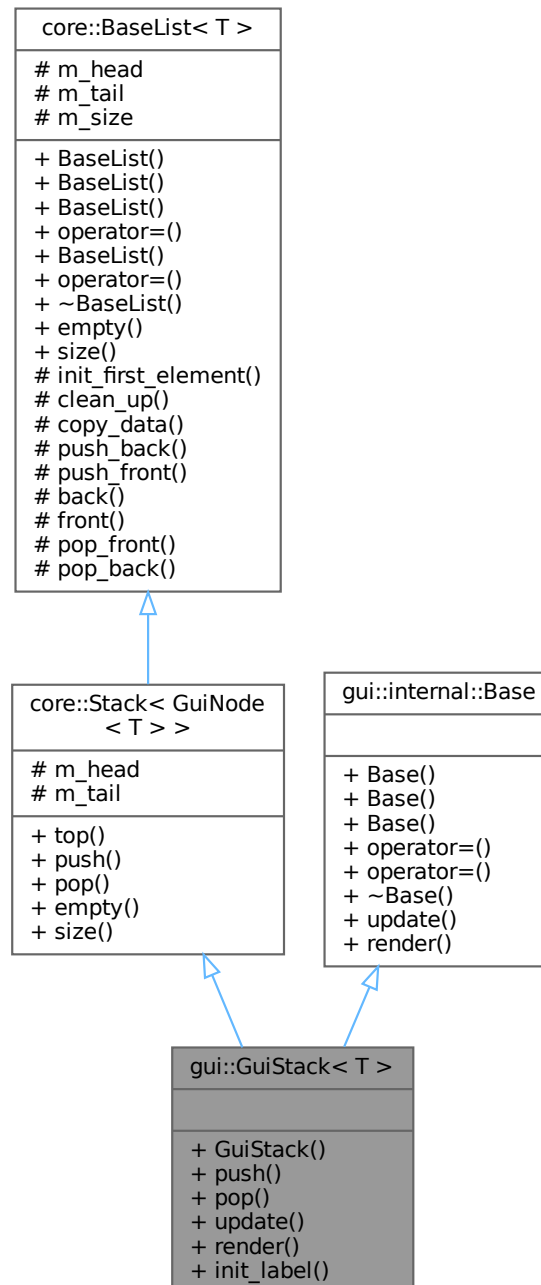 core::BaseList< T >
# m_head
# m_tail
# m_size
+ BaseList()
+ BaseList()
+ BaseList()
+ operator=()
+ BaseList()
+ operator=()
+ ~BaseList()
+ empty()
+ size()
# init_first_element()
# clean_up()
# copy_data()
# push_back()
# push_front()
# back()
# front()
# pop_front()
# pop_back()
core::Stack< GuiNode
< T > >
# m_head
# m_tail
+ top()
+ push()
+ pop()
+ empty()
+ size()
gui::internal::Base
+ Base()
+ Base()
+ Base()
+ operator=()
+ operator=()
+ ~Base()
+ update()
+ render()
gui::GuiStack< T >
+ GuiStack()
+ push()
+ pop()
+ update()
+ render()
+ init_label()